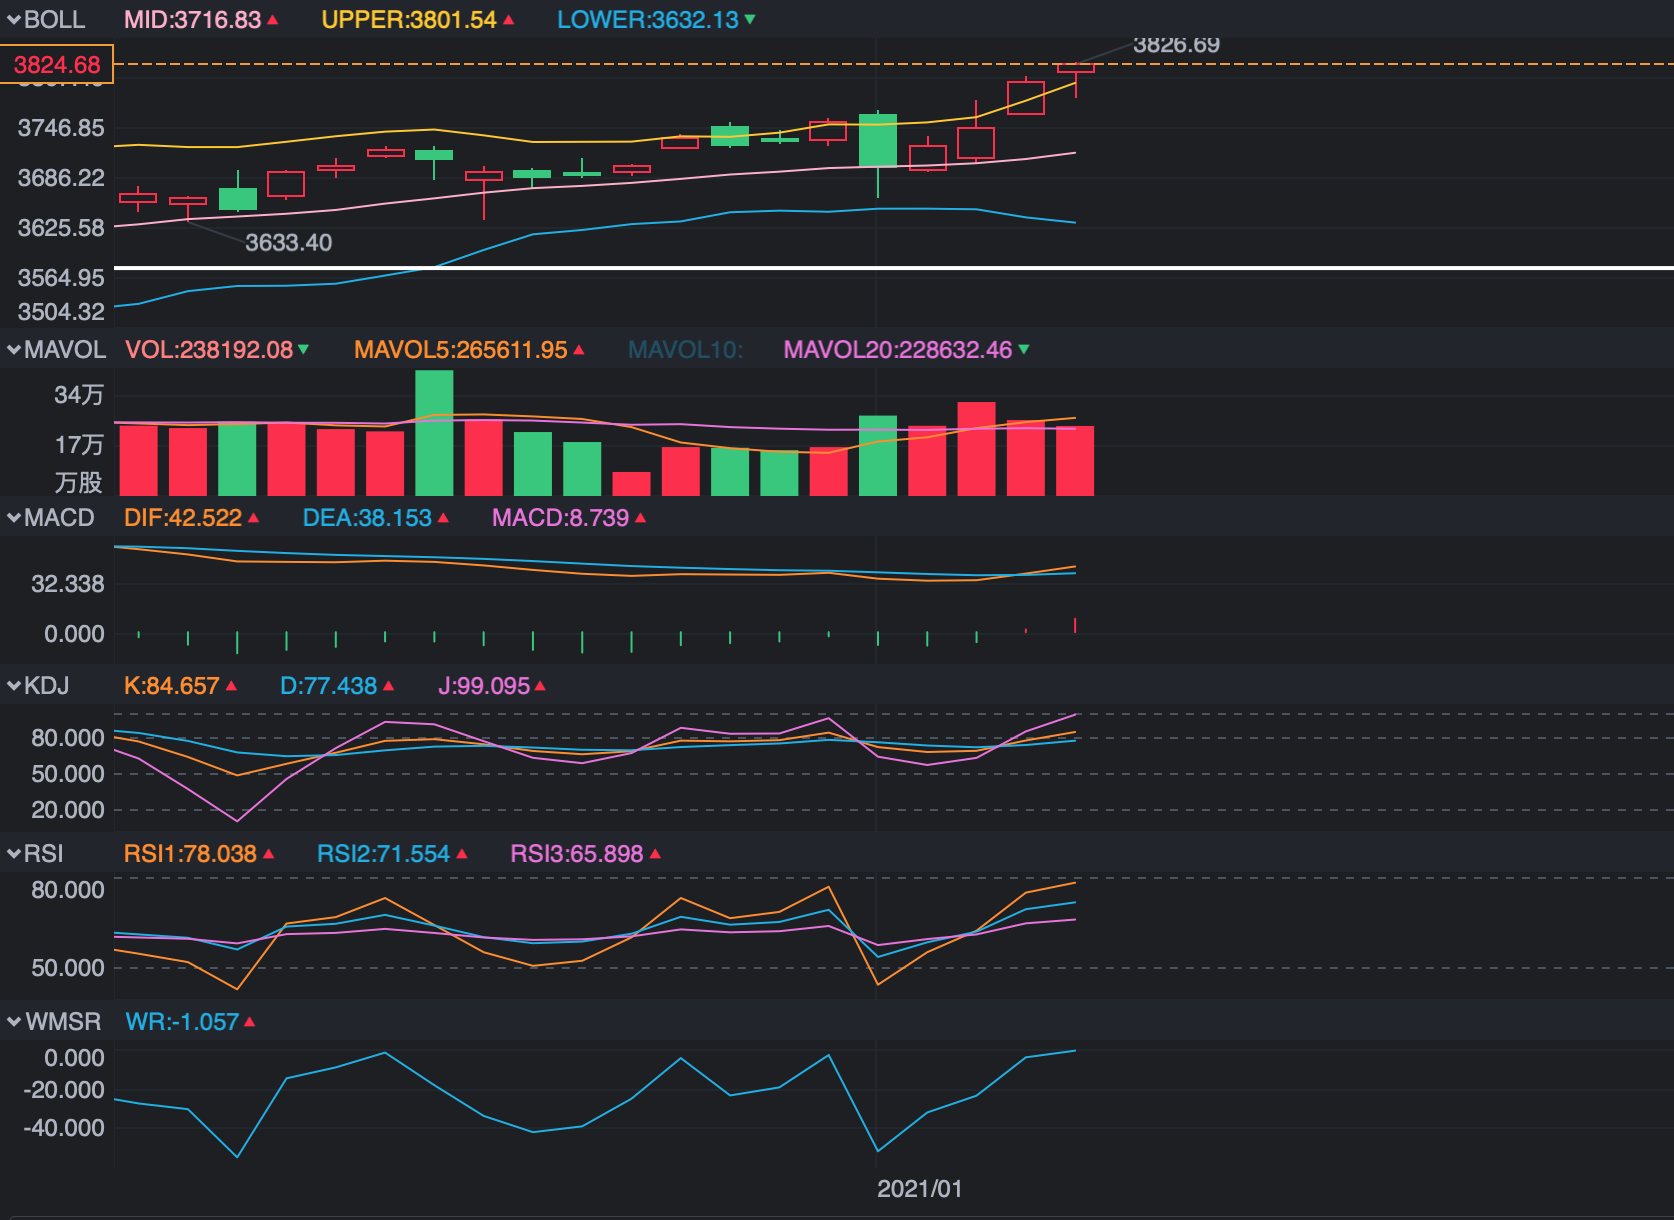 BOLL MID:3716.83 UPPER:3801.54 LOWER:3632.13
3826.69
3824.68
3746.85
3686.22
3625.58
3633.40
3564.95
3504.32
MAVOL VOL:238192.08 MAVOL5:265611.95 MAVOL10: MAVOL20:228632.46
34万
17万
万股
MACD DIF:42.522 DEA:38.153 MACD:8.739
32.338
0.000
KDJ K:84.657 D:77.438 J:99.095
80.000
50.000
20.000
RSI RSI1:78.038 RSI2:71.554 RSI3:65.898
80.000
50.000
WMSR WR:-1.057
0.000
-20.000
-40.000
2021/01